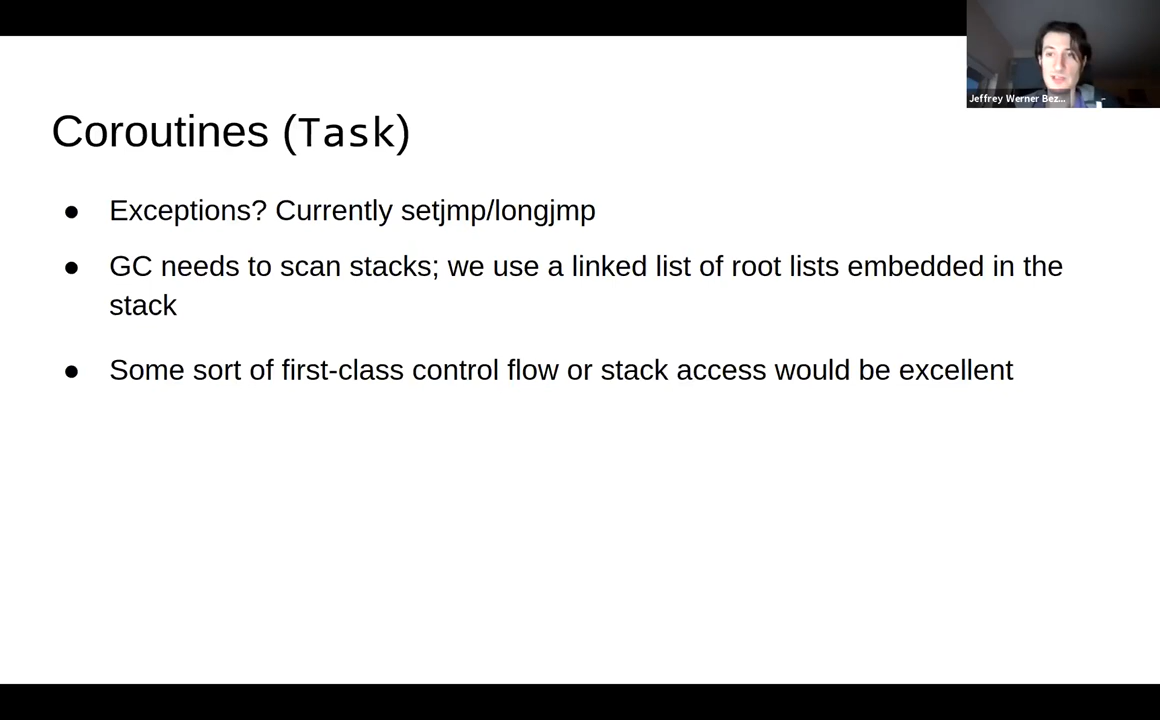 Jeffrey Werner Bez...
Coroutines (Task)
● Exceptions? Currently setjmp/longjmp
● GC needs to scan stacks; we use a linked list of root lists embedded in the
stack
● Some sort of first-class control flow or stack access would be excellent